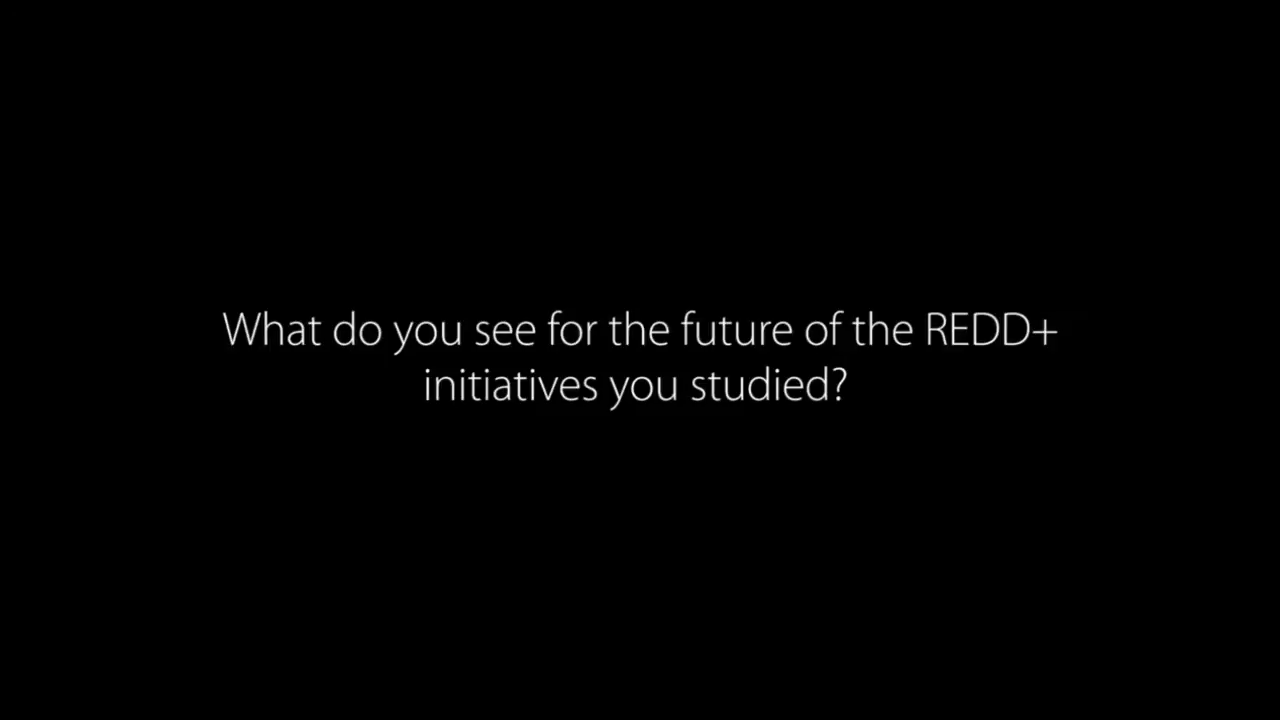 What do you see for the future of the REDD+
initiatives you studied?